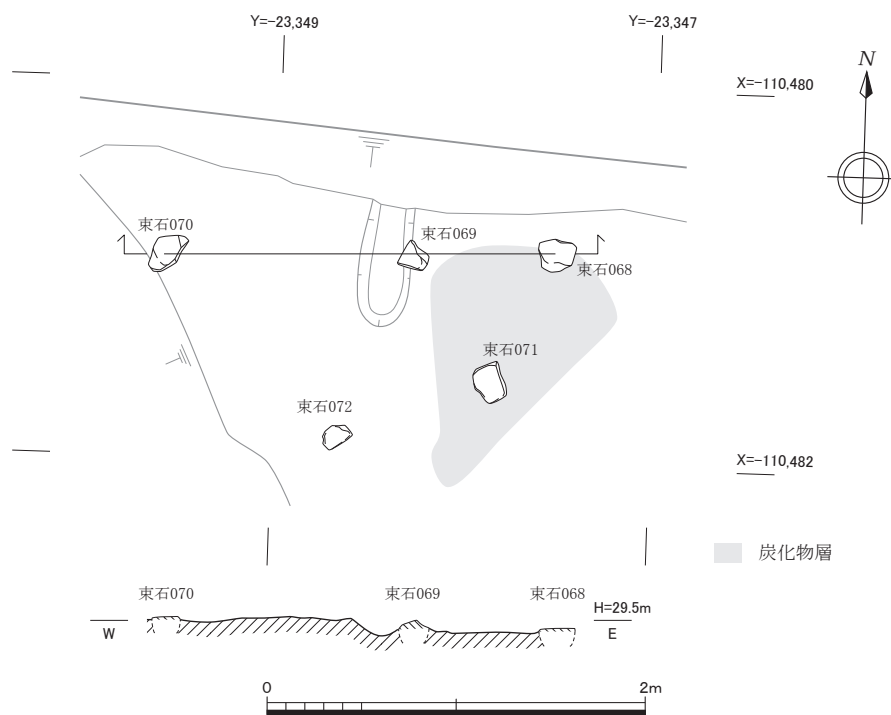 Y=-23,349
Y=-23,347
X=-110,480
N
束石070
束石069
束石068
束石071
束石072
X=-110,482
炭化物層
束石070
束石069
束石068
H=29.5m
W
E
0
2m